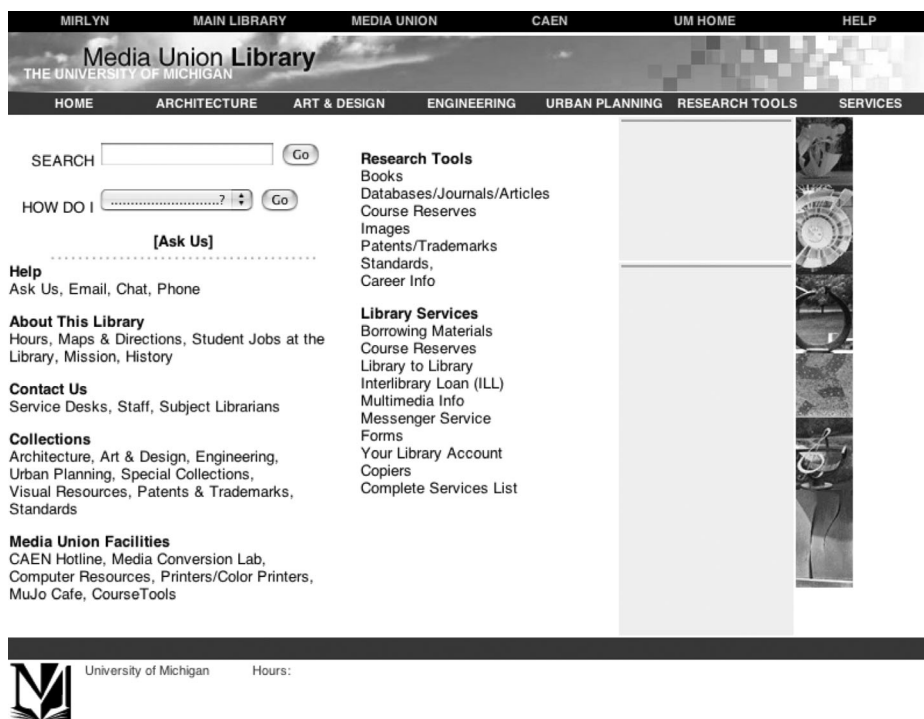 MIRLYN MAIN LIBRARY MEDIA UNION CAEN UM HOME HELP
Media Union Library
THE UNIVERSITY OF MICHIGAN
HOME ARCHITECTURE ART & DESIGN ENGINEERING URBAN PLANNING RESEARCH TOOLS SERVICES
SEARCH Go
HOW DO I ............................? Go
[Ask Us]
Help
Ask Us, Email, Chat, Phone
About This Library
Hours, Maps & Directions, Student Jobs at the
Library, Mission, History
Contact Us
Service Desks, Staff, Subject Librarians
Collections
Architecture, Art & Design, Engineering,
Urban Planning, Special Collections,
Visual Resources, Patents & Trademarks,
Standards
Media Union Facilities
CAEN Hotline, Media Conversion Lab,
Computer Resources, Printers/Color Printers,
MuJo Cafe, CourseTools
Research Tools
Books
Databases/Journals/Articles
Course Reserves
Images
Patents/Trademarks
Standards,
Career Info
Library Services
Borrowing Materials
Course Reserves
Library to Library
Interlibrary Loan (ILL)
Multimedia Info
Messenger Service
Forms
Your Library Account
Copiers
Complete Services List
University of Michigan Hours: